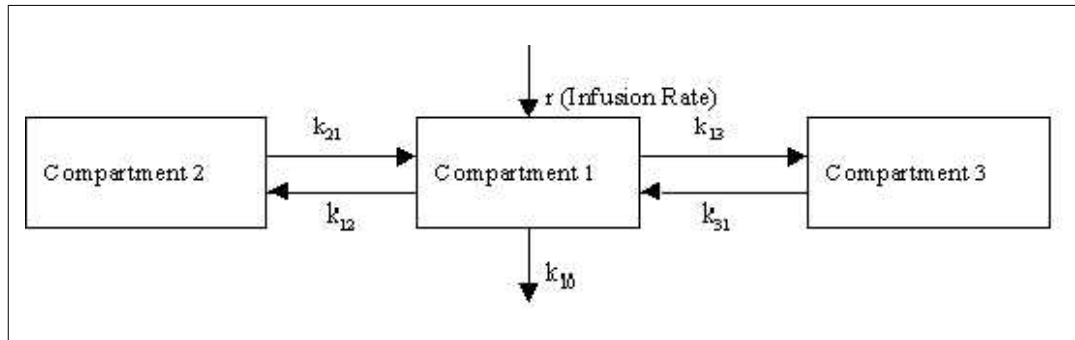 r (Infusion Rate)
k21
k13
Compartment 2
Compartment 1
Compartment 3
k12
k31
k10